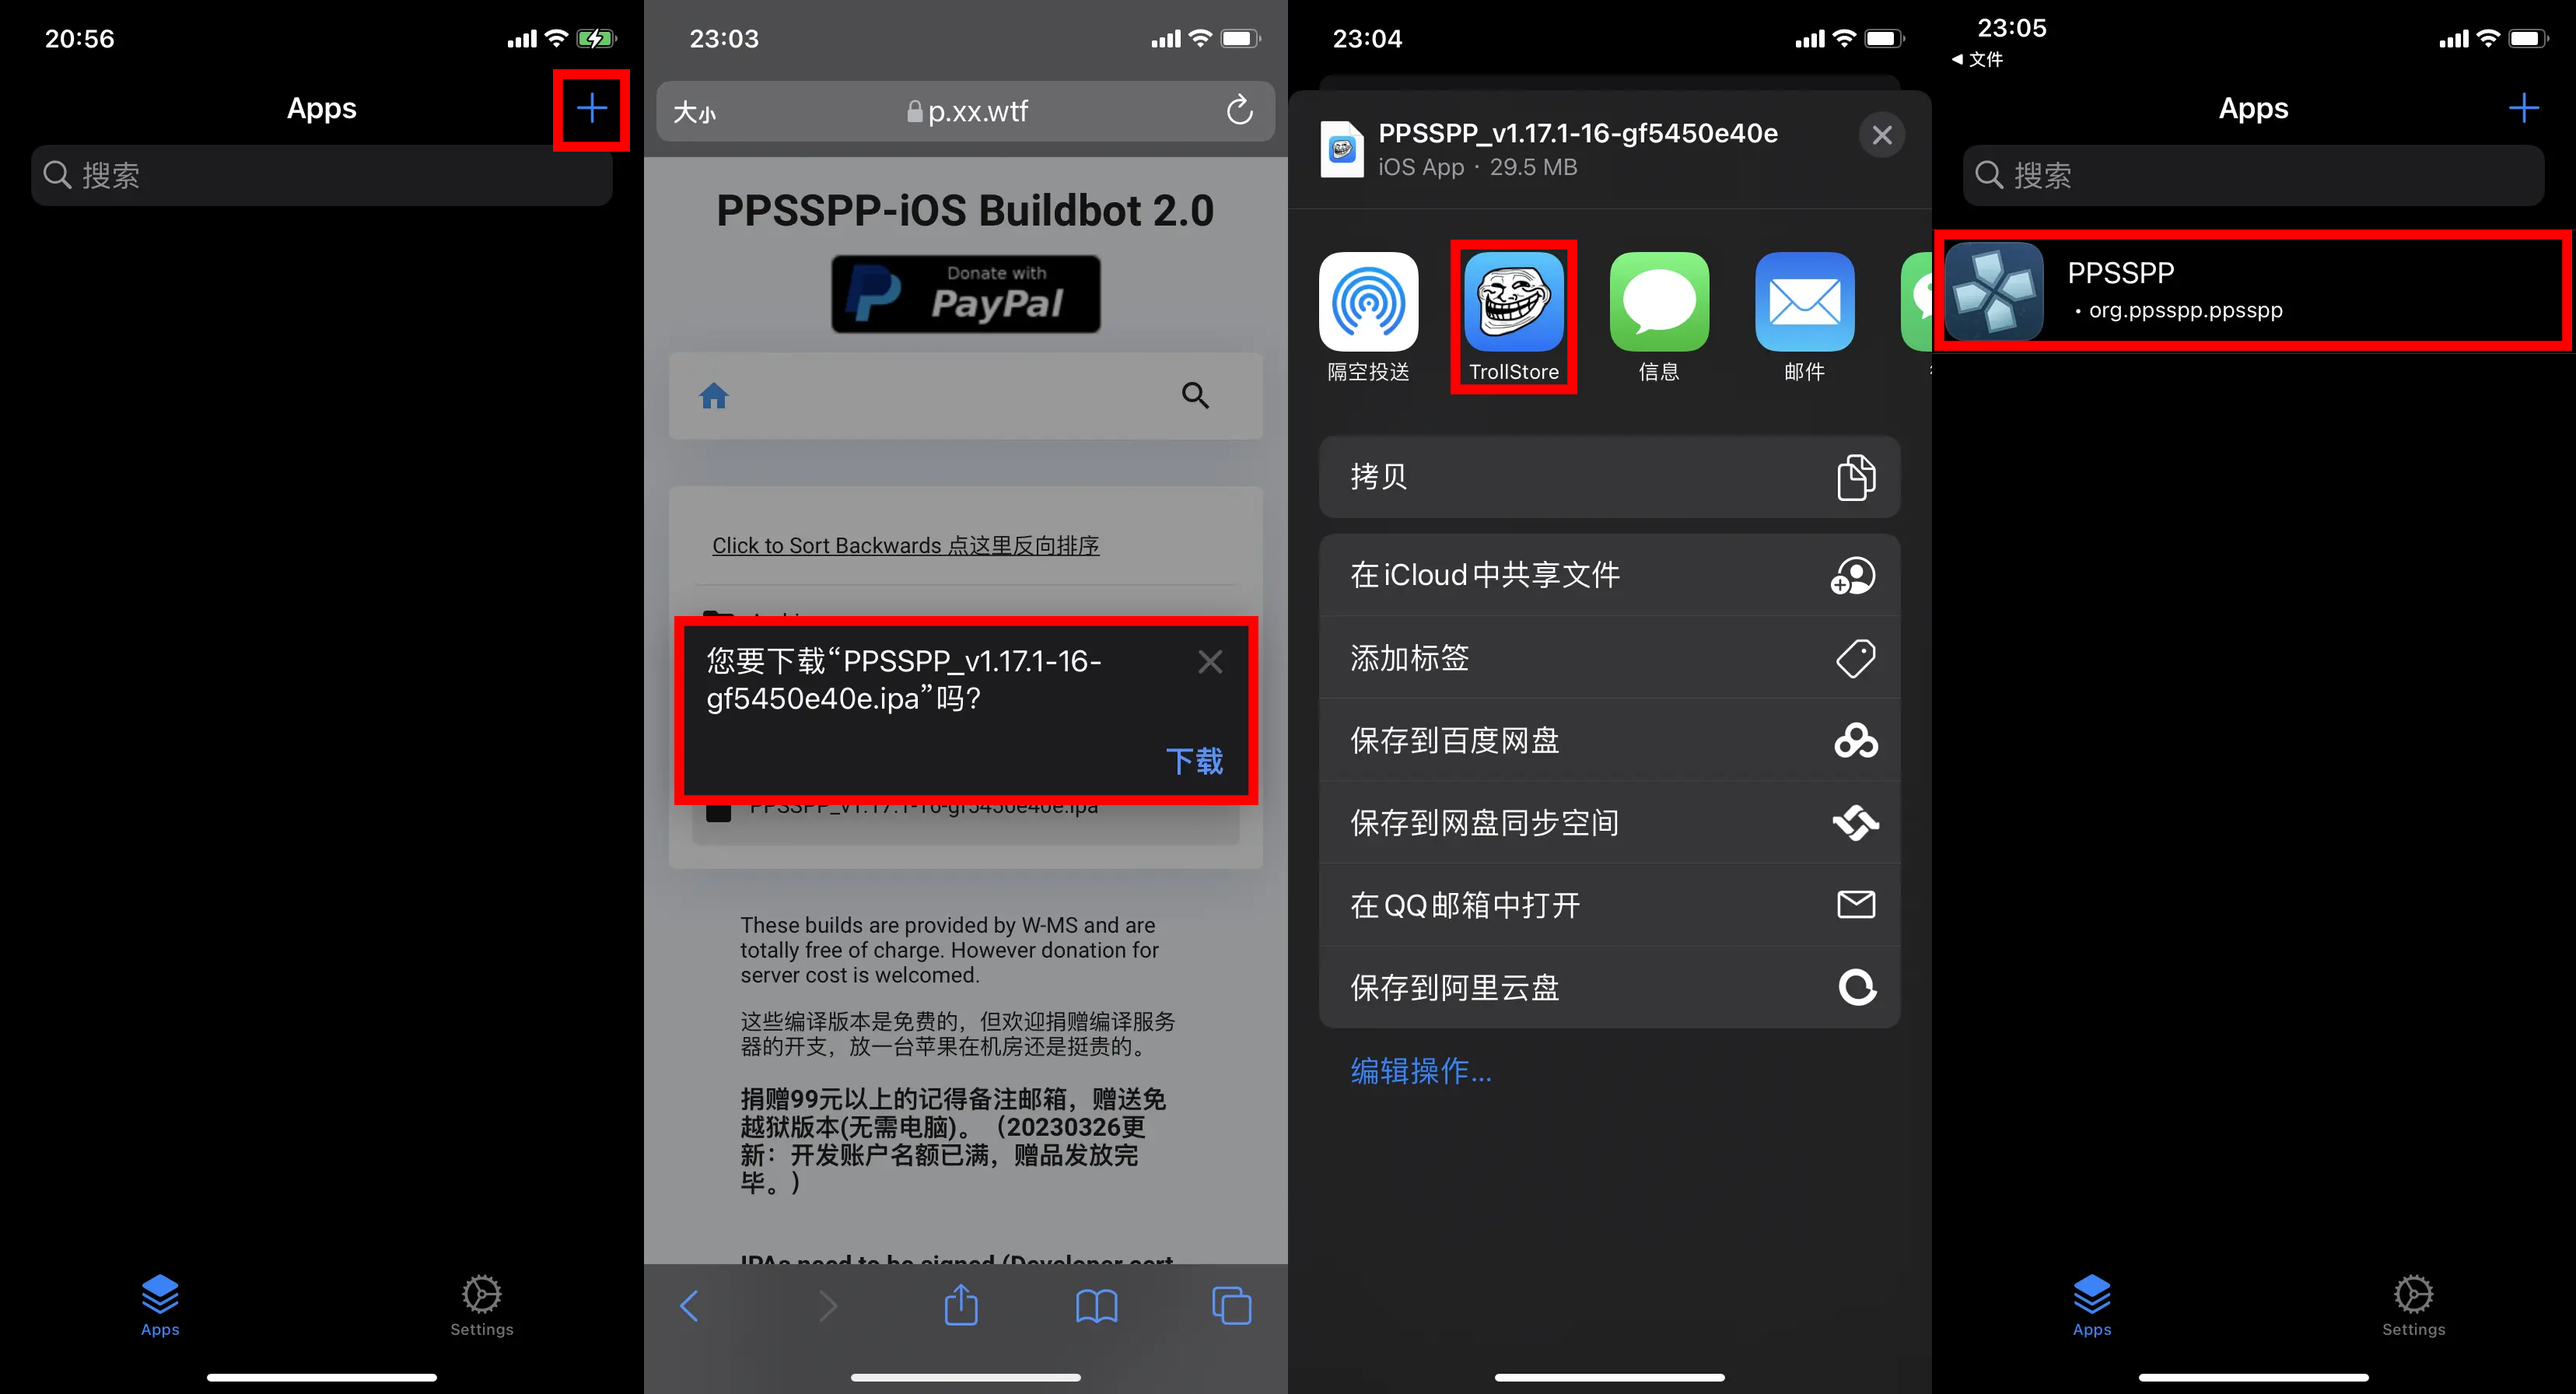 20:56
Apps
搜索
Apps
Settings
23:03
大小
p.xx.wtf
PPSSPP-iOS Buildbot 2.0
Donate with
PayPal
Click to Sort Backwards 点这里反向排序
您要下载“PPSSPP_v1.17.1-16-
gf5450e40e.ipa”吗?
下载
PPSSPP_v1.17.1-16-gf5450e40e.ipa
These builds are provided by W-MS and are
totally free of charge. However donation for
server cost is welcomed.
这些编译版本是免费的，但欢迎捐赠编译服务
器的开支，放一台苹果在机房还是挺贵的。
捐赠99元以上的记得备注邮箱，赠送免
越狱版本(无需电脑)。（20230326更
新：开发账户名额已满，赠品发放完
毕。)
IPAs need to be signed (Developer cert
23:04
PPSSPP_v1.17.1-16-gf5450e40e
iOS App · 29.5 MB
隔空投送
TrollStore
信息
邮件
拷贝
在iCloud中共享文件
添加标签
保存到百度网盘
保存到网盘同步空间
在QQ邮箱中打开
保存到阿里云盘
编辑操作...
23:05
◀ 文件
Apps
搜索
PPSSPP
• org.ppsspp.ppsspp
Apps
Settings